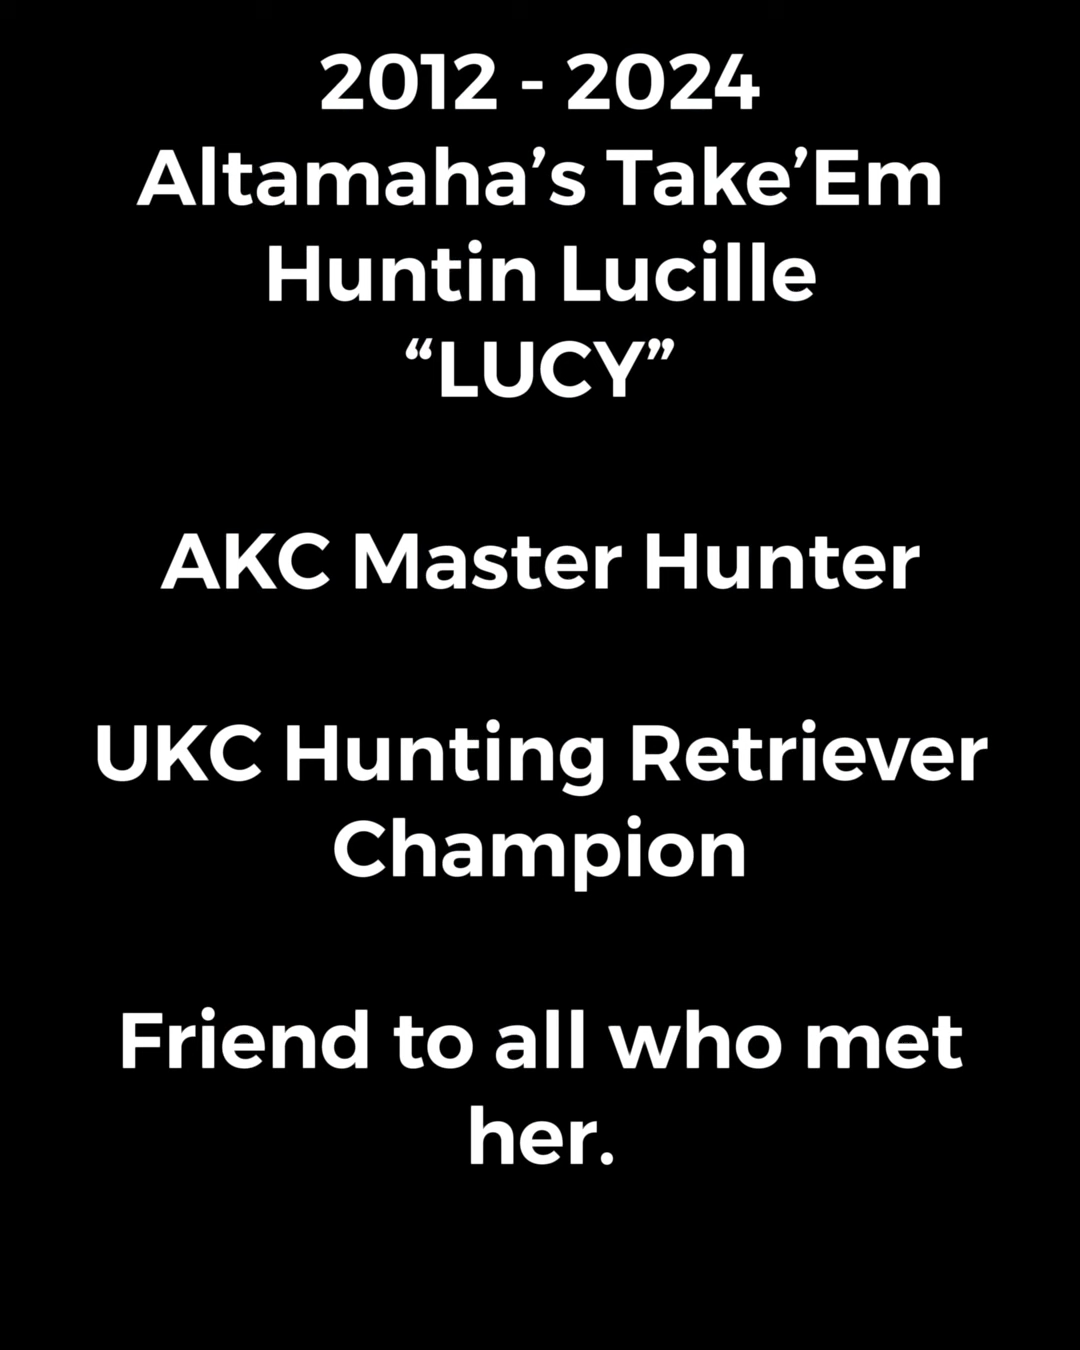 2012 - 2024
Altamaha’s Take’Em
Huntin Lucille
“LUCY”
AKC Master Hunter
UKC Hunting Retriever
Champion
Friend to all who met
her.